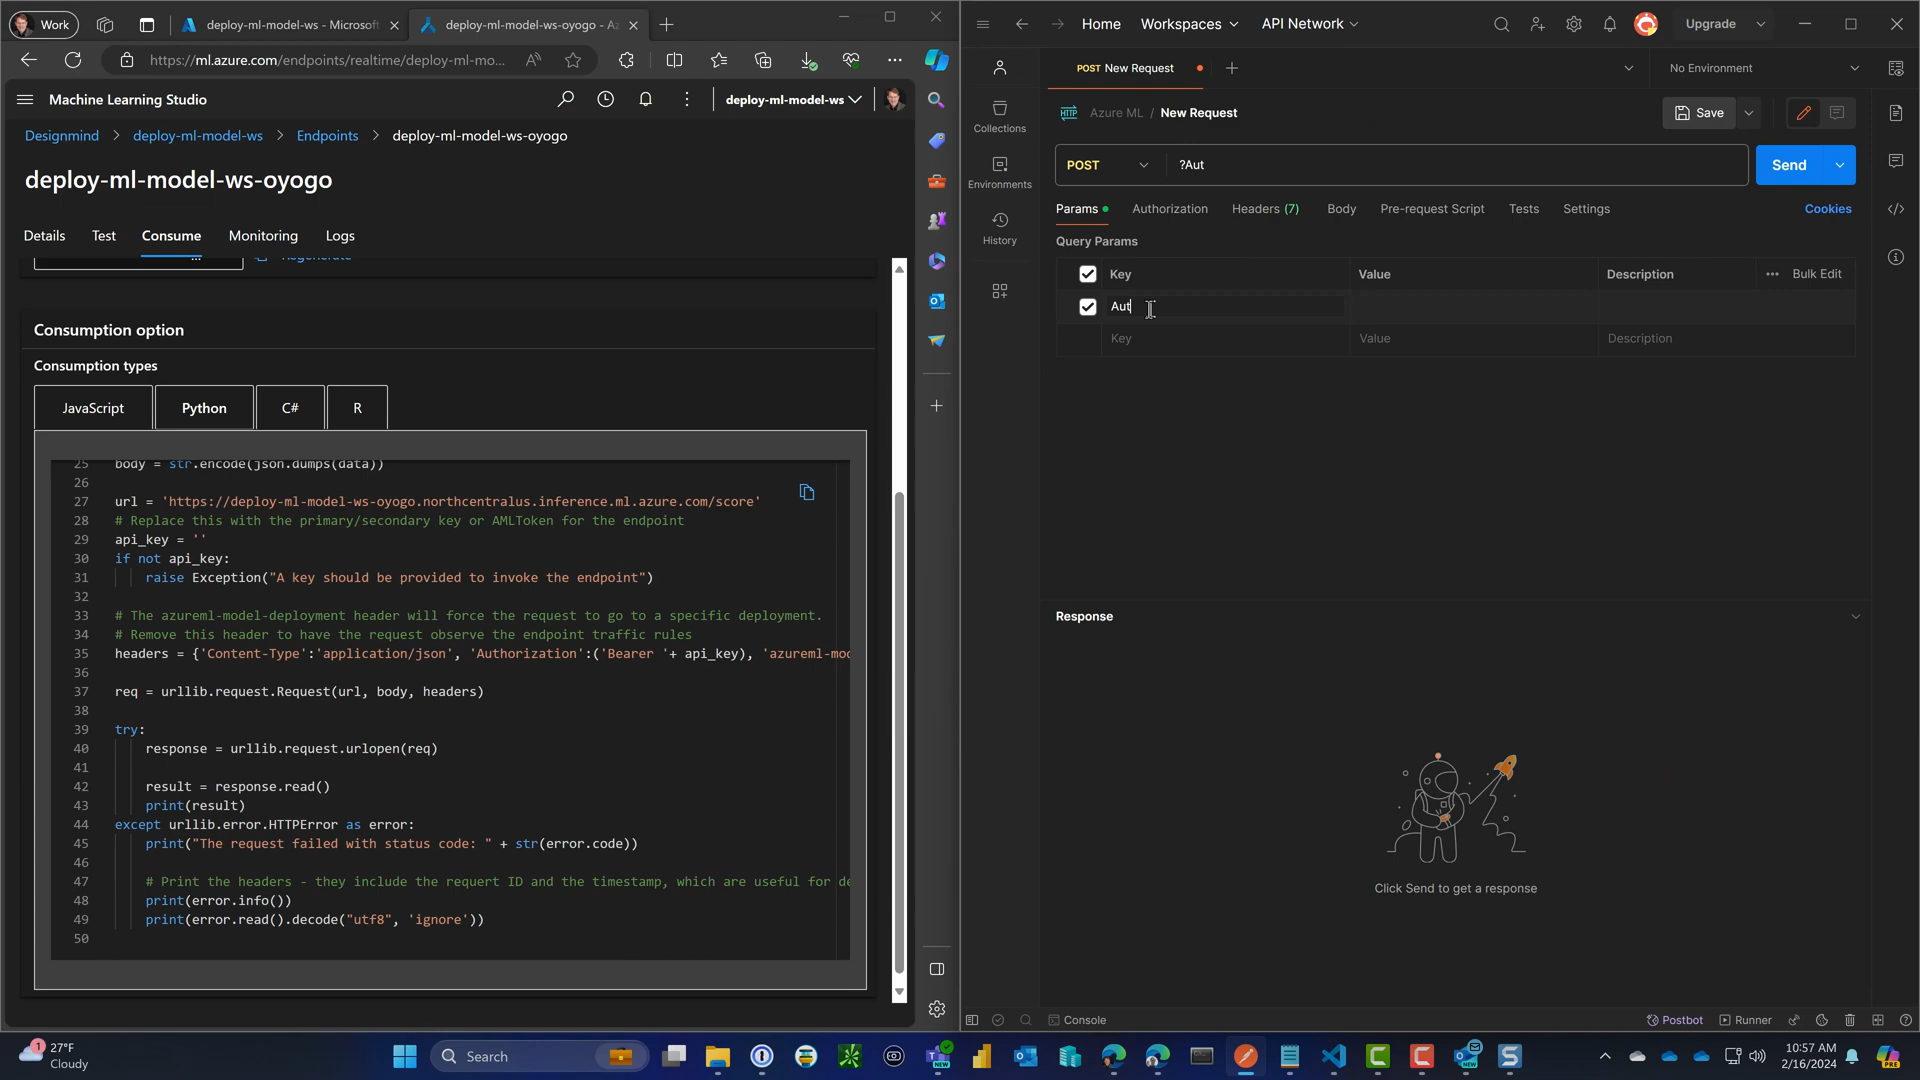 Work
deploy-ml-model-ws - Microsoft
deploy-ml-model-ws-oyogo - Az
https://ml.azure.com/endpoints/realtime/deploy-ml-mo...
Machine Learning Studio
deploy-ml-model-ws
Designmind > deploy-ml-model-ws > Endpoints > deploy-ml-model-ws-oyogo
deploy-ml-model-ws-oyogo
Details Test Consume Monitoring Logs
Regenerate
Consumption option
Consumption types
JavaScript Python C# R
25 body = str.encode(json.dumps(data))
26
27 url = 'https://deploy-ml-model-ws-oyogo.northcentralus.inference.ml.azure.com/score'
28 # Replace this with the primary/secondary key or AMLToken for the endpoint
29 api_key = ''
30 if not api_key:
31 raise Exception("A key should be provided to invoke the endpoint")
32
33 # The azureml-model-deployment header will force the request to go to a specific deployment.
34 # Remove this header to have the request observe the endpoint traffic rules
35 headers = {'Content-Type':'application/json', 'Authorization':('Bearer '+ api_key), 'azureml-mod
36
37 req = urllib.request.Request(url, body, headers)
38
39 try:
40 response = urllib.request.urlopen(req)
41
42 result = response.read()
43 print(result)
44 except urllib.error.HTTPError as error:
45 print("The request failed with status code: " + str(error.code))
46
47 # Print the headers - they include the requert ID and the timestamp, which are useful for de
48 print(error.info())
49 print(error.read().decode("utf8", 'ignore'))
50
Home Workspaces API Network
Upgrade
POST New Request
No Environment
Collections
Environments
History
HTTP Azure ML / New Request
Save
POST ?Aut
Send
Params Authorization Headers (7) Body Pre-request Script Tests Settings Cookies
Query Params
Key Value Description ... Bulk Edit
Aut
Key Value Description
Response
Click Send to get a response
Console
Postbot Runner
1
27°F
Cloudy
Search
NEW
NEW
10:57 AM
2/16/2024
PRE